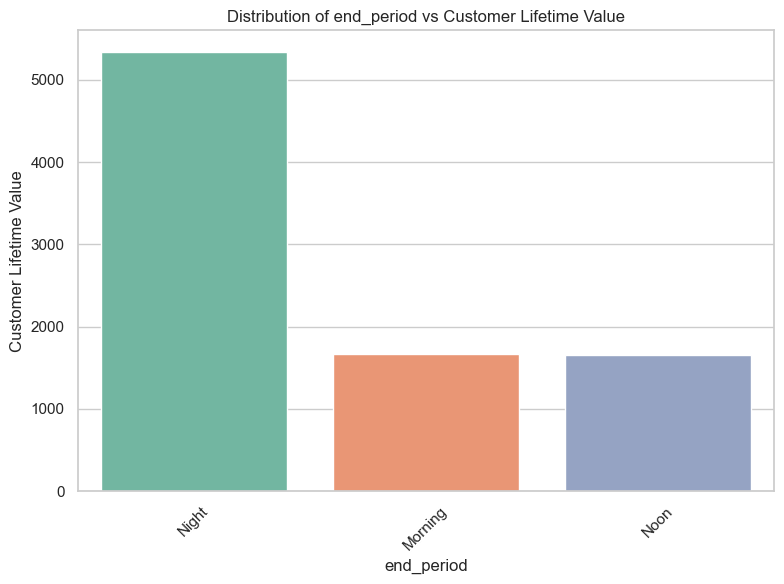 Distribution of end_period vs Customer Lifetime Value
Customer Lifetime Value
5000
4000
3000
2000
1000
0
Night
Morning
Noon
end_period